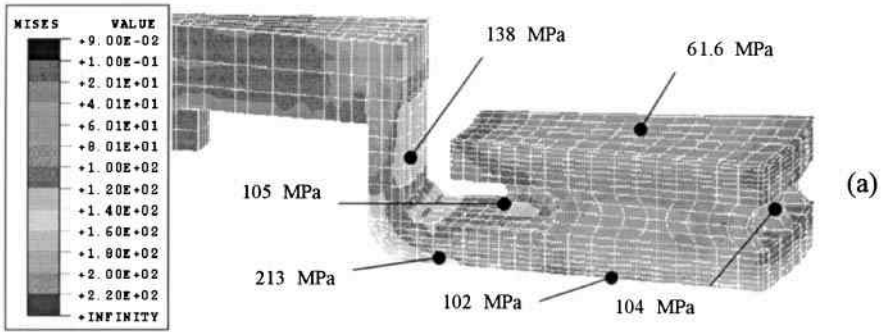 MISES VALUE
+9.00E-02
+1.00E-01
+2.01E+01
+4.01E+01
+6.01E+01
+8.01E+01
+1.00E+02
+1.20E+02
+1.40E+02
+1.60E+02
+1.80E+02
+2.00E+02
+2.20E+02
+INFINITY
138 MPa
61.6 MPa
105 MPa
(a)
213 MPa
102 MPa
104 MPa